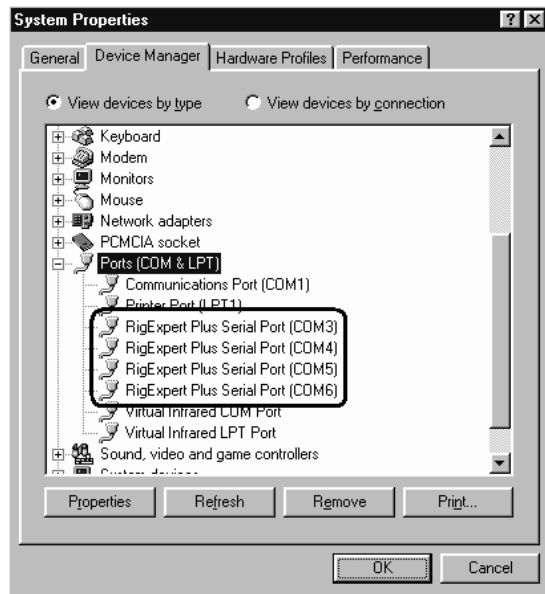 System Properties
General Device Manager Hardware Profiles Performance
View devices by type View devices by connection
Keyboard
Modem
Monitors
Mouse
Network adapters
PCMCIA socket
Ports (COM & LPT)
Communications Port (COM1)
Printer Port (LPT1)
RigExpert Plus Serial Port (COM3)
RigExpert Plus Serial Port (COM4)
RigExpert Plus Serial Port (COM5)
RigExpert Plus Serial Port (COM6)
Virtual Infrared COM Port
Virtual Infrared LPT Port
Sound, video and game controllers
System devices
Properties Refresh Remove Print...
OK Cancel